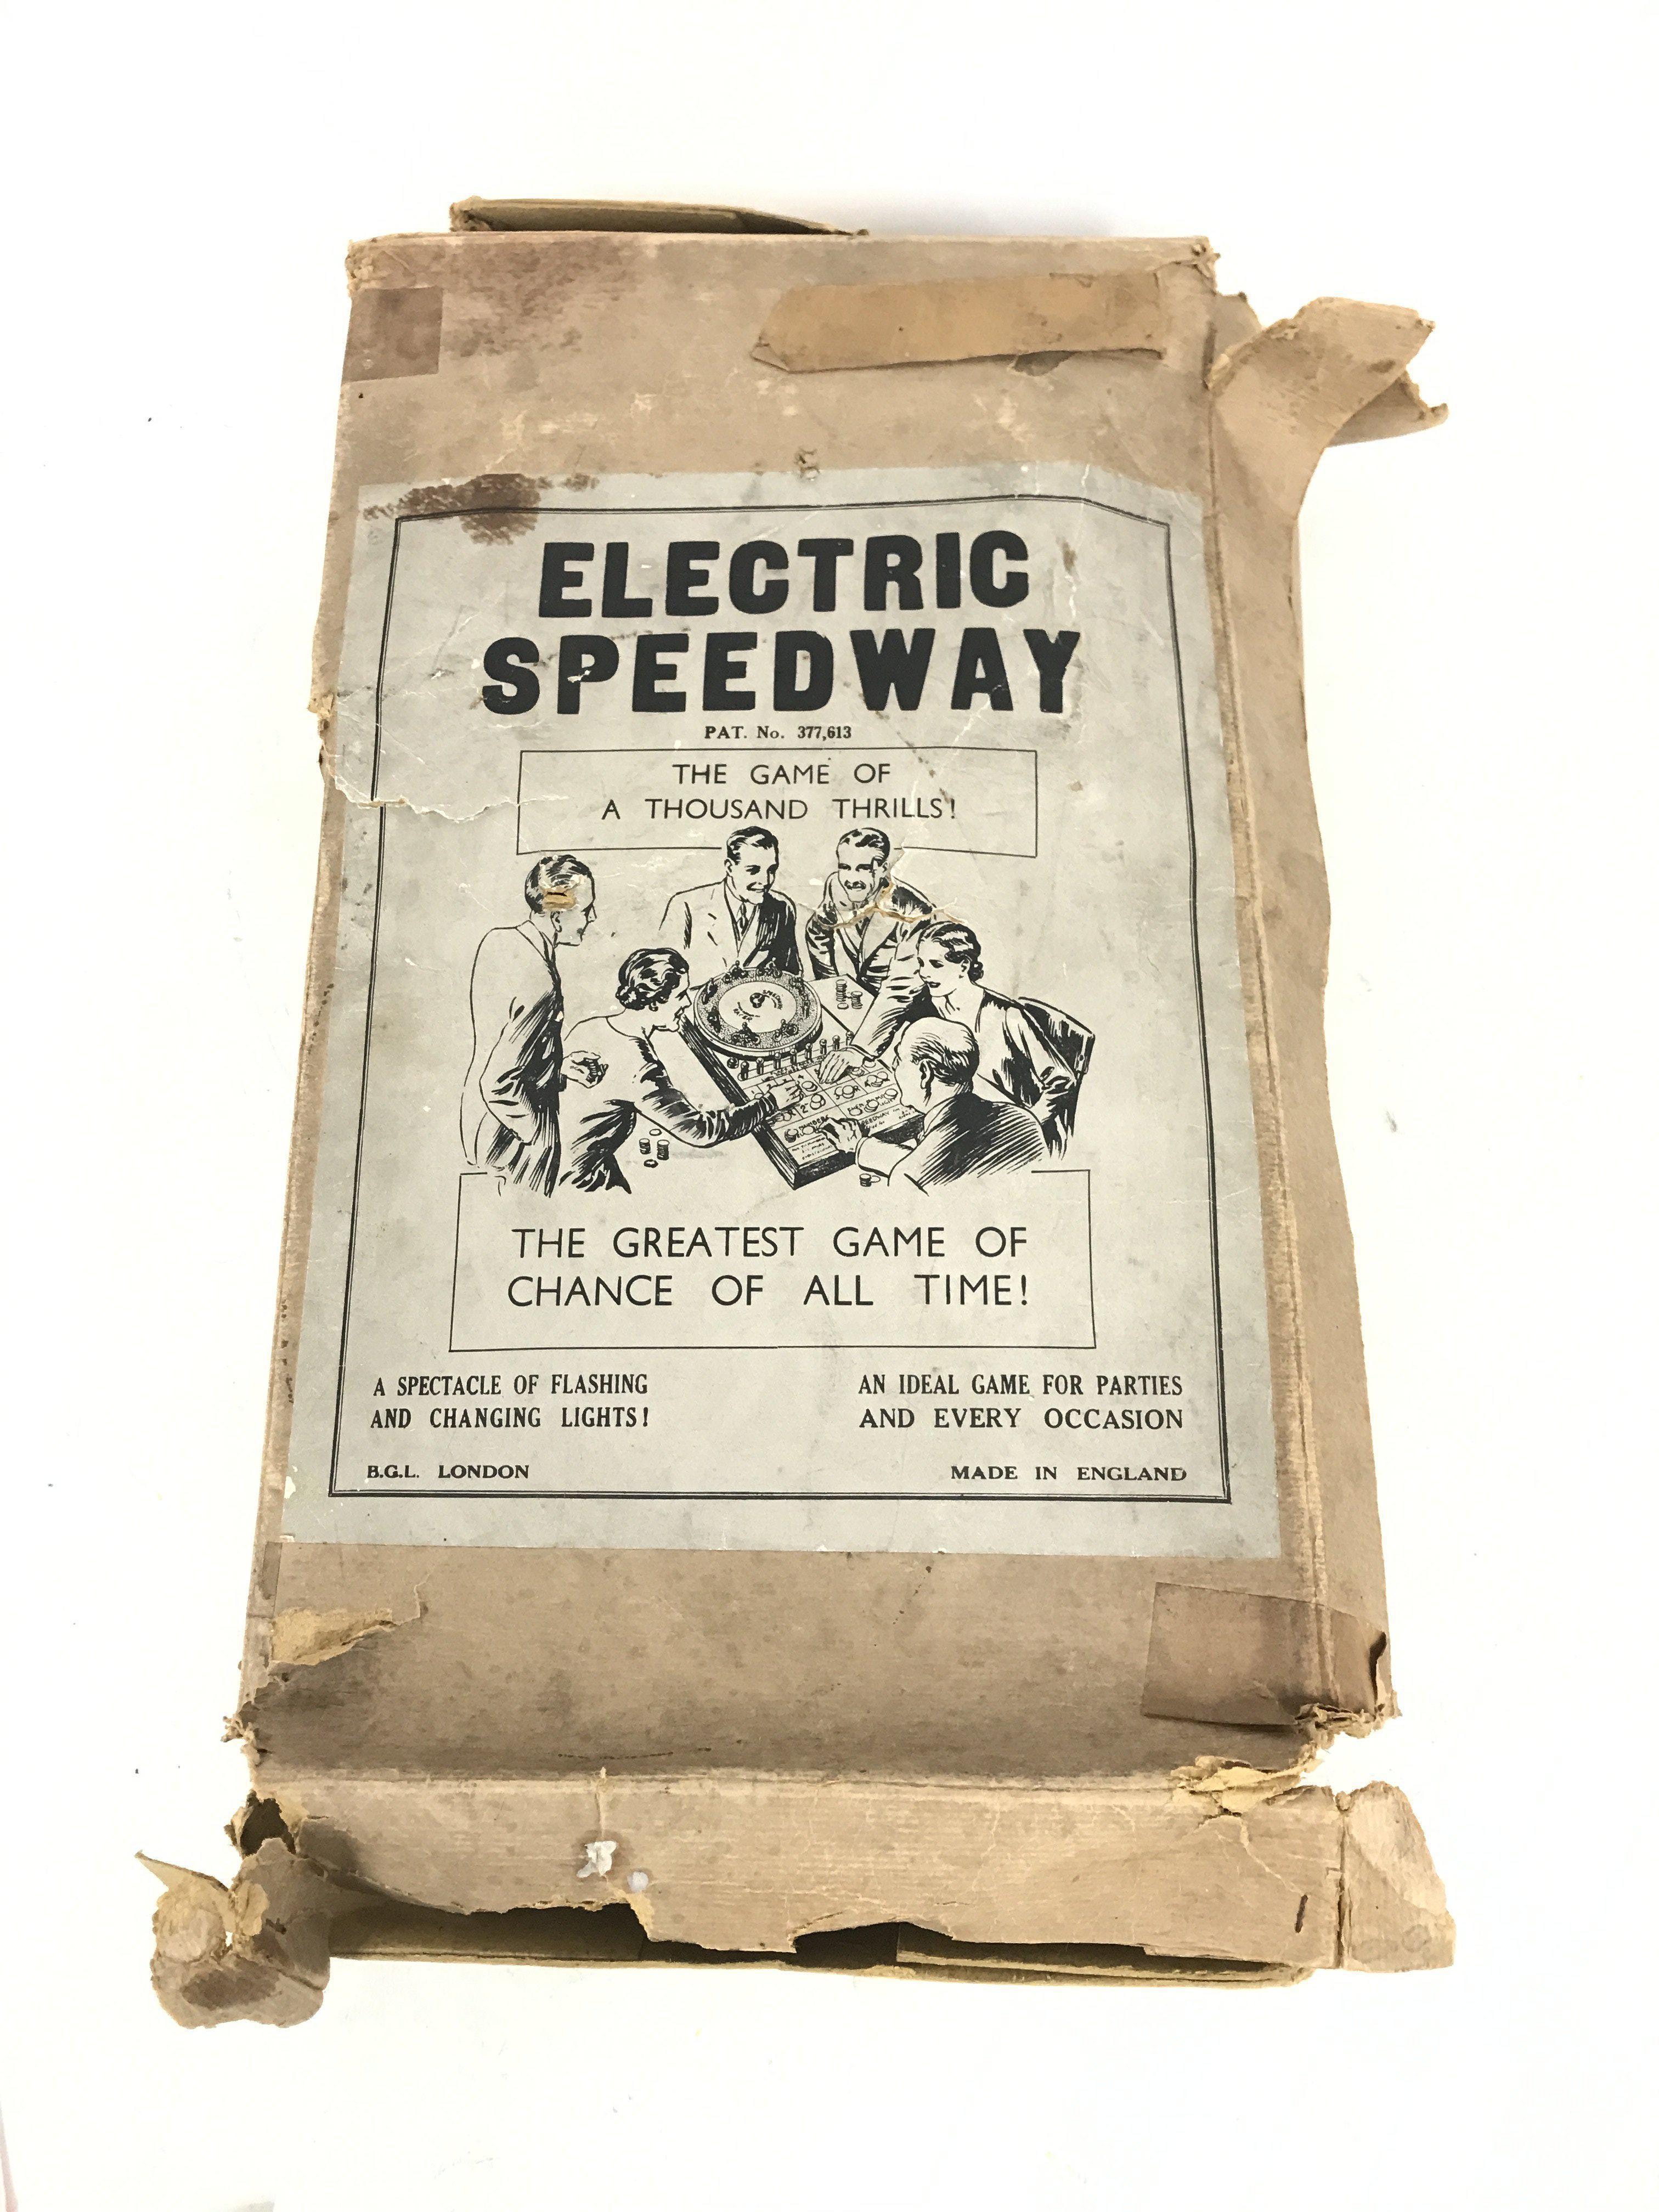 ELECTRIC
SPEEDWAY
PAT. No. 377,613
THE GAME OF
A THOUSAND THRILLS!
THE GREATEST GAME OF
CHANCE OF ALL TIME!
A SPECTACLE OF FLASHING
AND CHANGING LIGHTS!
AN IDEAL GAME FOR PARTIES
AND EVERY OCCASION
B.G.L. LONDON
MADE IN ENGLAND